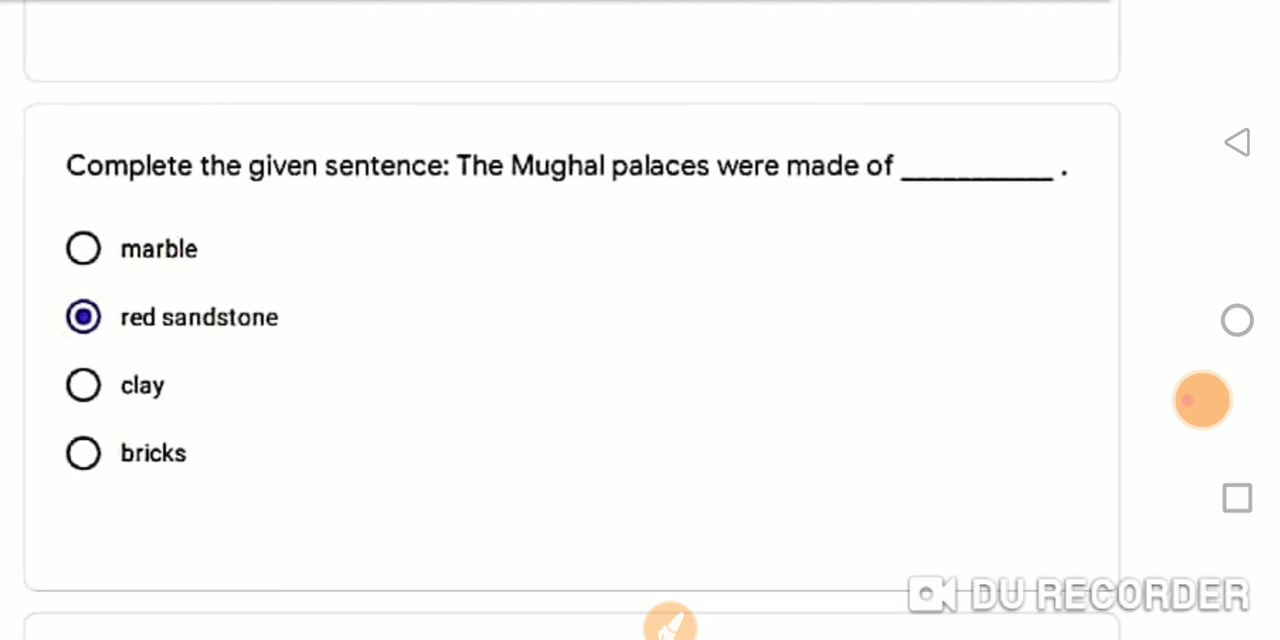 Complete the given sentence: The Mughal palaces were made of __________ .
marble
red sandstone
clay
bricks
DU RECORDER